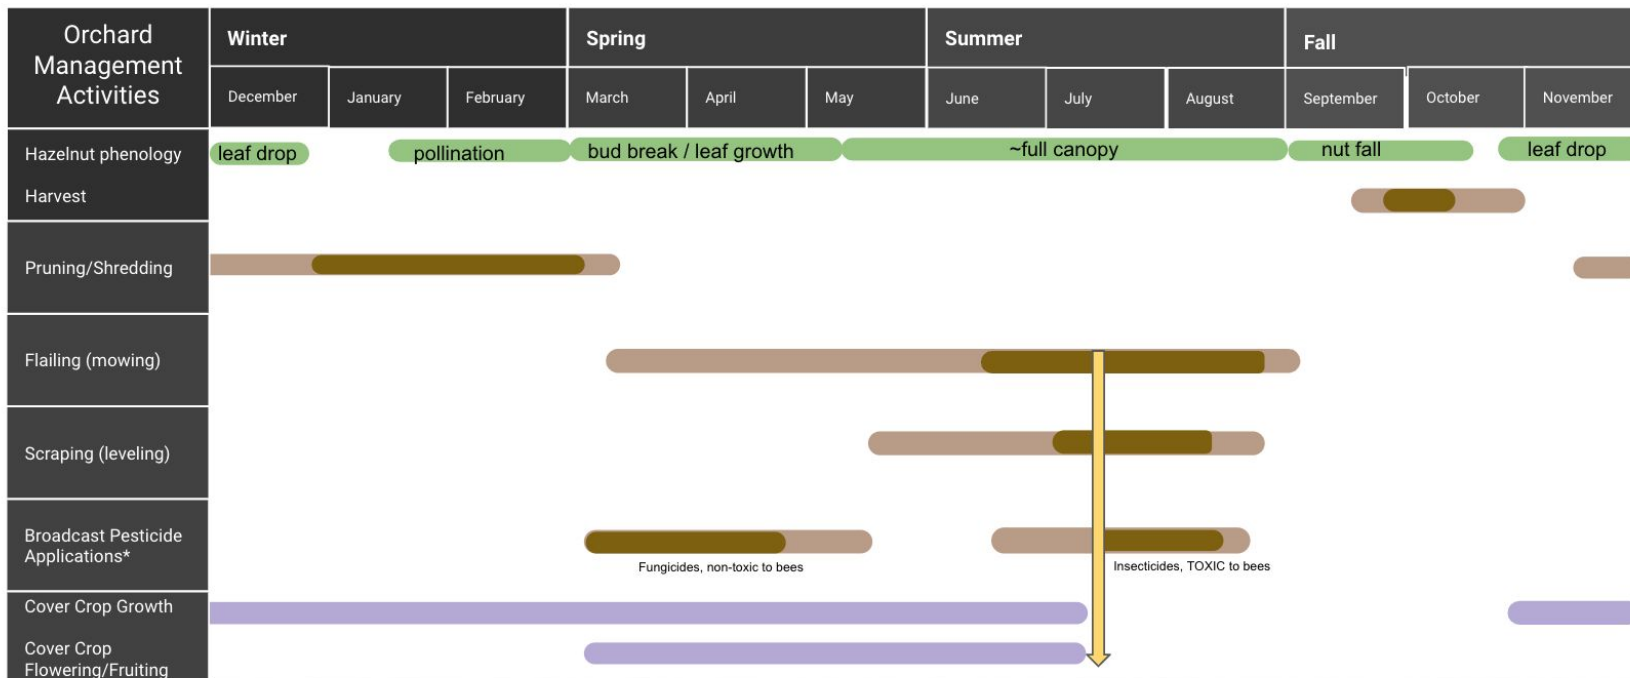 Orchard
Management
Activities
Winter
Spring
Summer
Fall
December
January
February
March
April
May
June
July
August
September
October
November
Hazelnut phenology
leaf drop
pollination
bud break / leaf growth
~full canopy
nut fall
leaf drop
Harvest
Pruning/Shredding
Flailing (mowing)
Scraping (leveling)
Broadcast Pesticide
Applications*
Fungicides, non-toxic to bees
Insecticides, TOXIC to bees
Cover Crop Growth
Cover Crop
Flowering/Fruiting